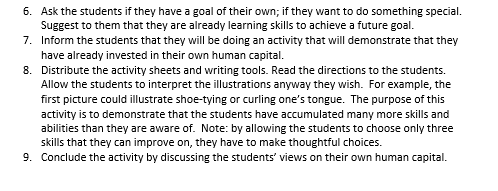 6. Ask the students if they have a goal of their own; if they want to do something special.
Suggest to them that they are already learning skills to achieve a future goal.
7. Inform the students that they will be doing an activity that will demonstrate that they
have already invested in their own human capital.
8. Distribute the activity sheets and writing tools. Read the directions to the students.
Allow the students to interpret the illustrations anyway they wish. For example, the
first picture could illustrate shoe-tying or curling one's tongue. The purpose of this
activity is to demonstrate that the students have accumulated many more skills and
abilities than they are aware of. Note: by allowing the students to choose only three
skills that they can improve on, they have to make thoughtful choices.
9. Conclude the activity by discussing the students' views on their own human capital.